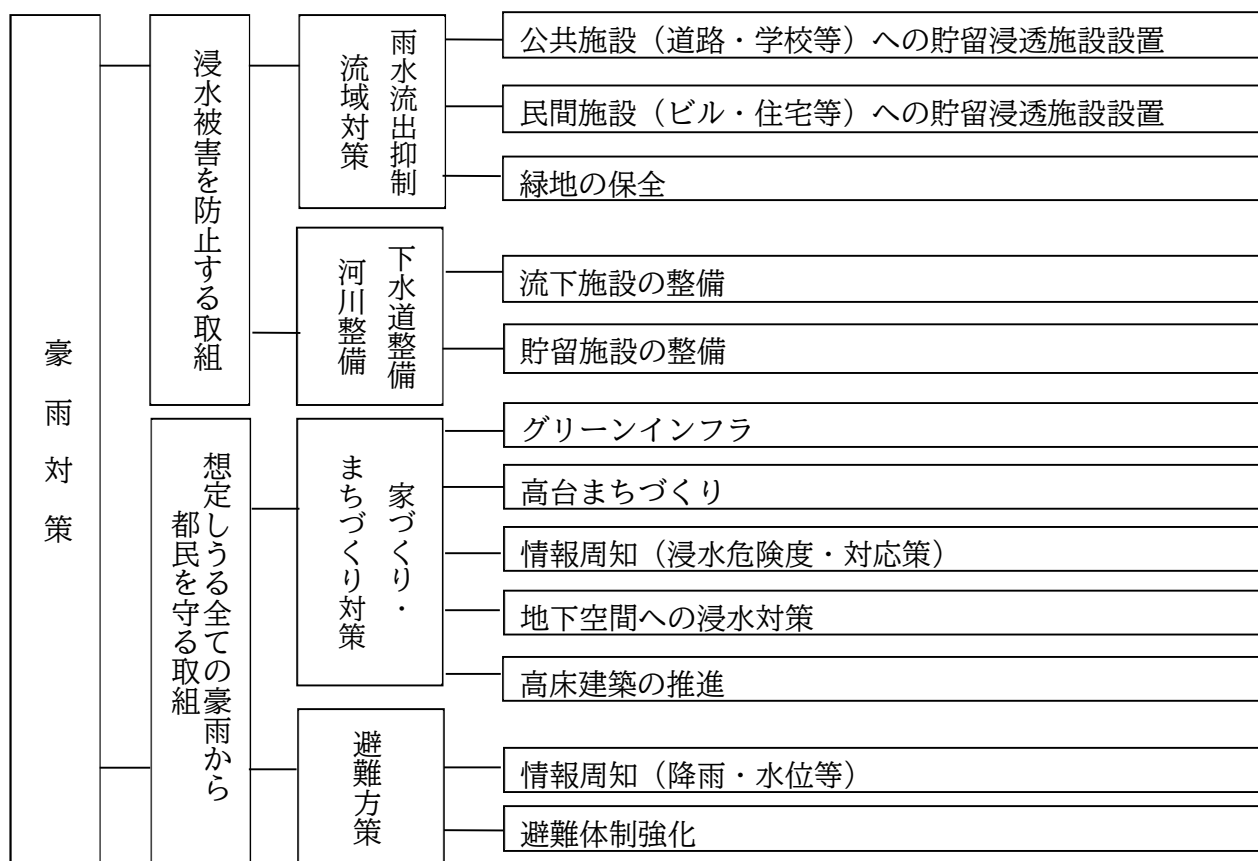 豪雨対策
浸水被害を防止する取組
雨水流出抑制
流域対策
公共施設（道路・学校等）への貯留浸透施設設置
民間施設（ビル・住宅等）への貯留浸透施設設置
緑地の保全
下水道整備
河川整備
流下施設の整備
貯留施設の整備
想定しうる全ての豪雨から
都民を守る取組
家づくり・
まちづくり対策
グリーンインフラ
高台まちづくり
情報周知（浸水危険度・対応策）
地下空間への浸水対策
高床建築の推進
避難方策
情報周知（降雨・水位等）
避難体制強化